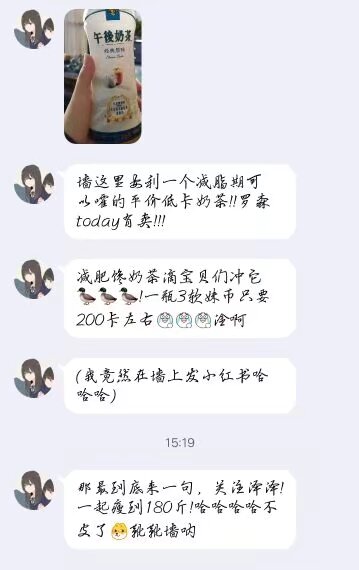 午後奶茶
墙这里安利一个减脂期可
以嚯的平价低卡奶茶!!罗森
today有卖!!!
减肥馋奶茶滴宝贝们冲它
🦆🦆🦆!一瓶3软妹币只要
200卡左右淦啊
(我竟然在墙上发小红书哈
哈哈)
15:19
那最到底来一句，关注泽泽!
一起瘦到180斤!哈哈哈哈不
皮了靴靴墙呐